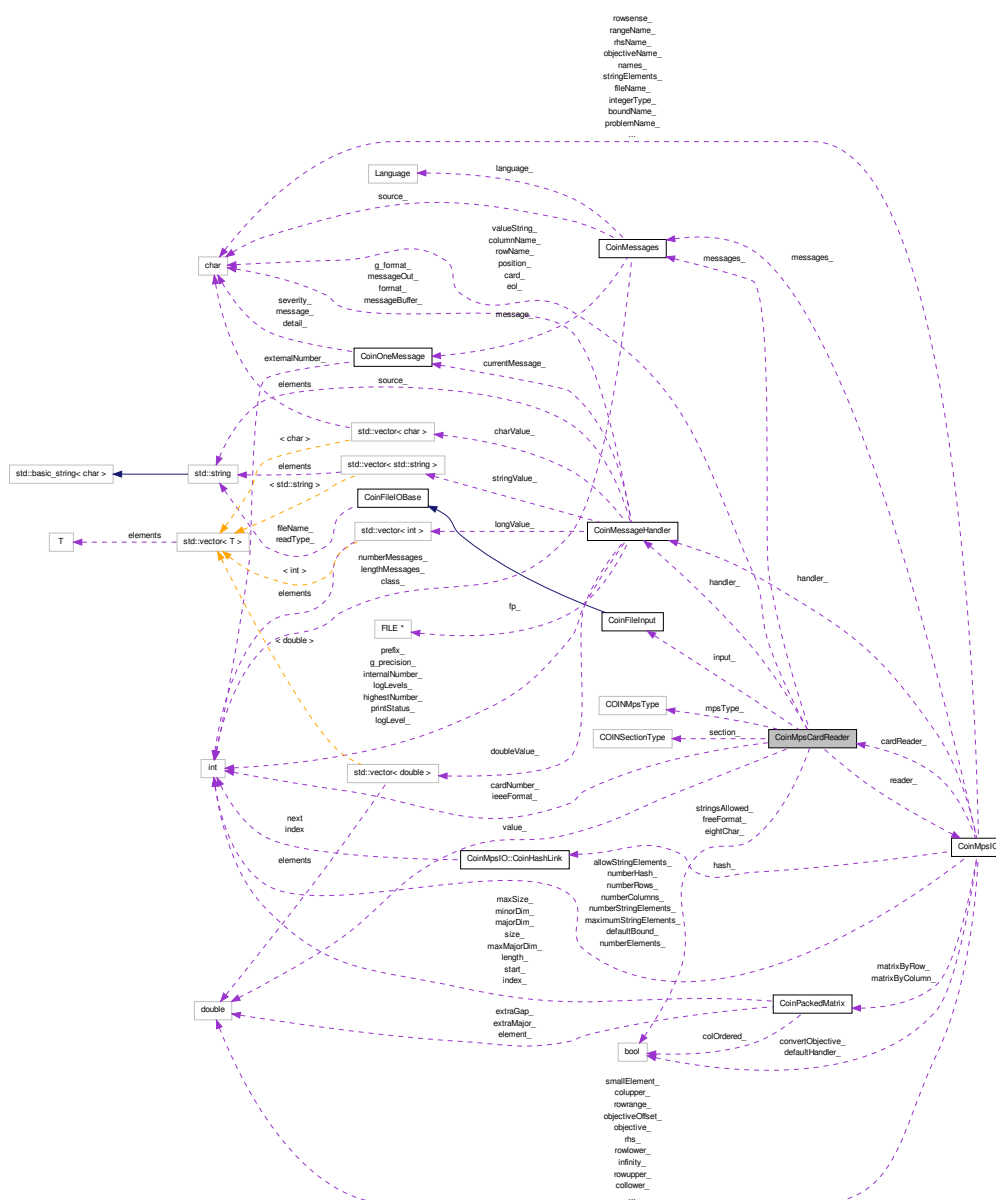 rowsense_
rangeName_
rhsName_
objectiveName_
names_
stringElements_
fileName_
integerType_
boundName_
problemName_
...
Language
language_
source_
CoinMessages
messages_
messages_
char
valueString_
columnName_
rowName_
position_
card_
eol_
g_format_
messageOut_
format_
messageBuffer_
severity_
message_
detail_
message_
CoinOneMessage
externalNumber_
currentMessage_
elements
source_
std::vector< char >
charValue_
< char >
std::basic_string< char >
std::string
elements
std::vector< std::string >
stringValue_
< std::string >
CoinFileIOBase
fileName_
readType_
T
elements
std::vector< T >
std::vector< int >
longValue_
CoinMessageHandler
numberMessages_
lengthMessages_
class_
< int >
elements
handler_
handler_
fp_
FILE *
CoinFileInput
< double >
prefix_
g_precision_
internalNumber_
logLevels_
highestNumber_
printStatus_
logLevel_
input_
COINMpsType
mpsType_
COINSectionType
section_
CoinMpsCardReader
cardReader_
int
std::vector< double >
doubleValue_
cardNumber_
ieeeFormat_
reader_
next
index
value_
stringsAllowed_
freeFormat_
eightChar_
CoinMpsIO
elements
CoinMpsIO::CoinHashLink
hash_
allowStringElements_
numberHash_
numberRows_
numberColumns_
numberStringElements_
maximumStringElements_
defaultBound_
numberElements_
maxSize_
minorDim_
majorDim_
size_
maxMajorDim_
length_
start_
index_
matrixByRow_
matrixByColumn_
double
extraGap_
extraMajor_
element_
CoinPackedMatrix
colOrdered_
convertObjective_
defaultHandler_
bool
smallElement_
colupper_
rowrange_
objectiveOffset_
objective_
rhs_
rowlower_
infinity_
rowupper_
collower_
...